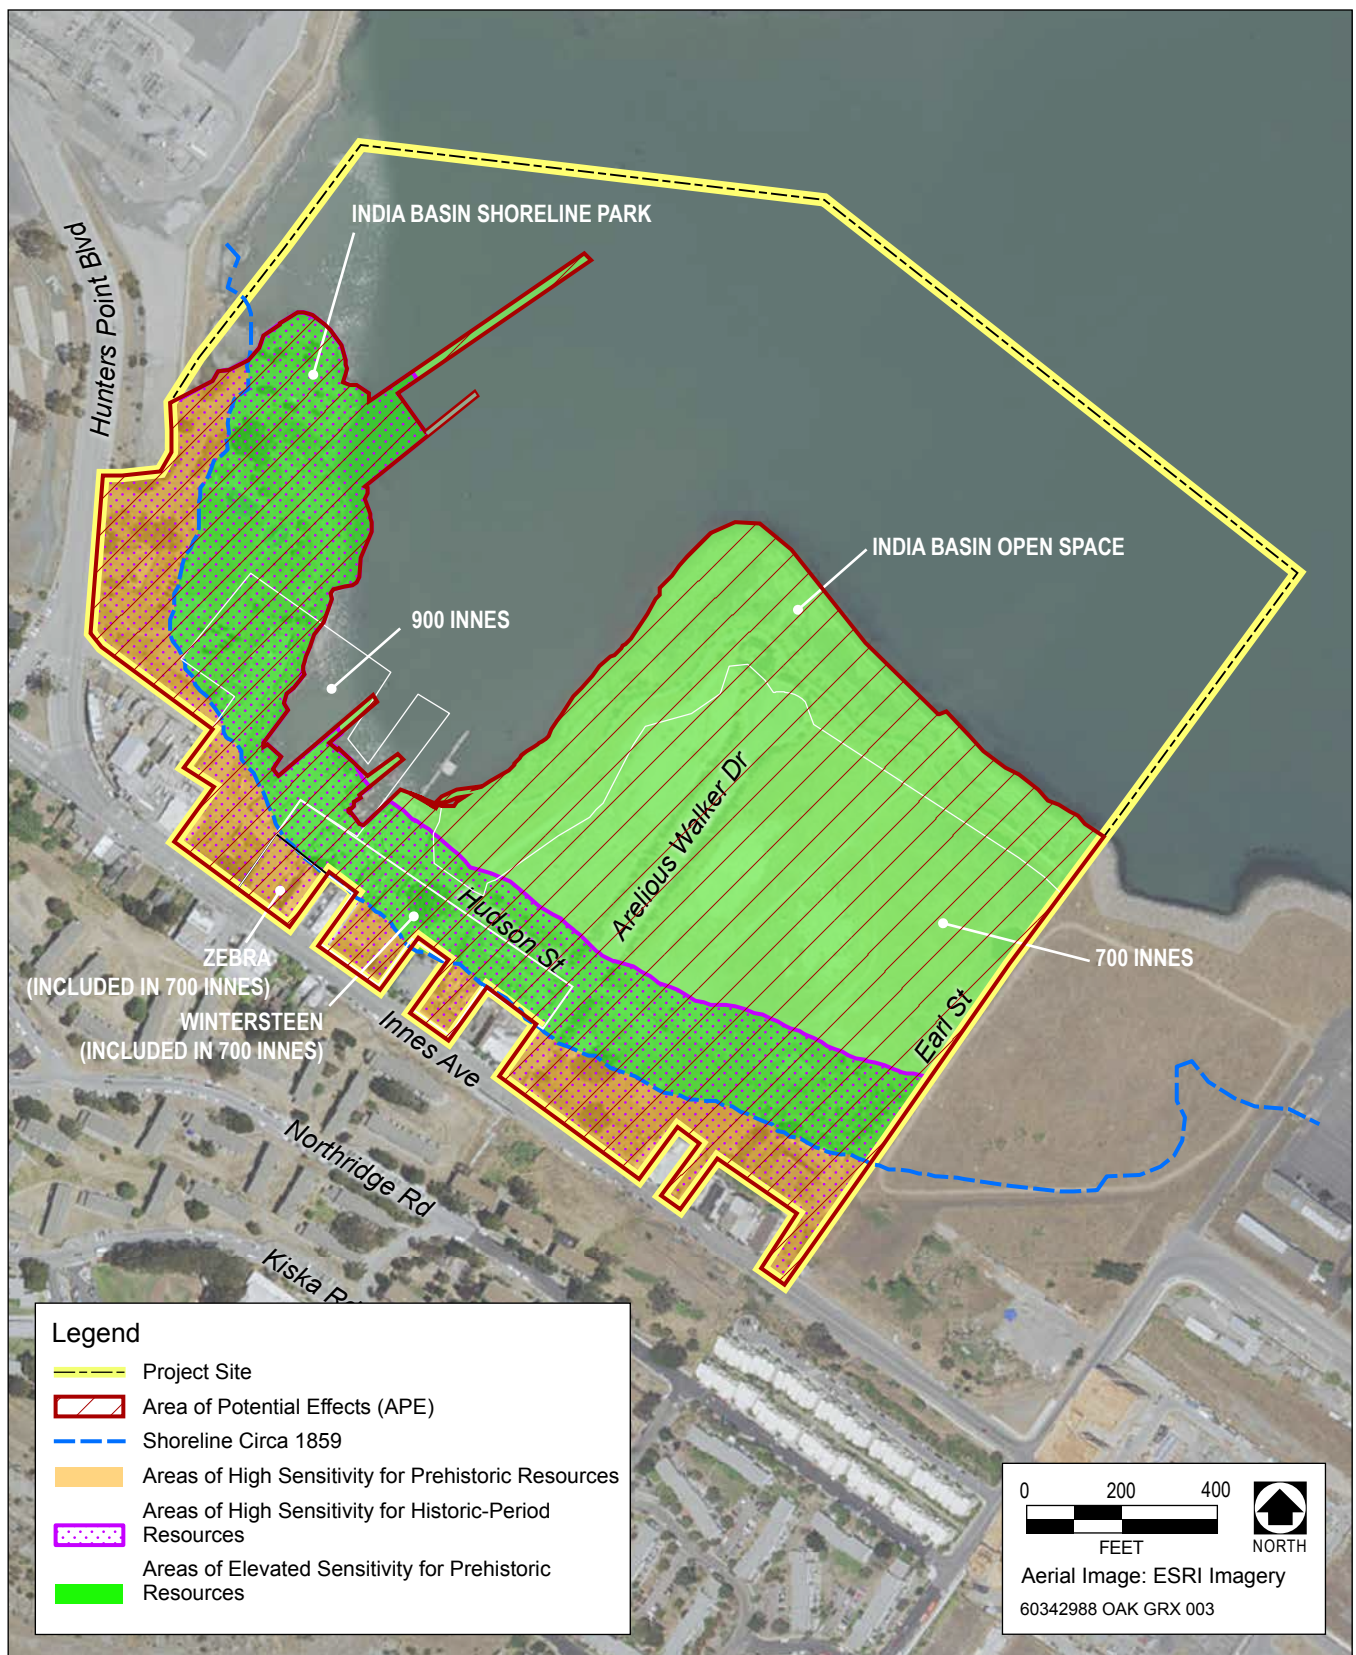 INDIA BASIN SHORELINE PARK
Hunters Point Blvd
INDIA BASIN OPEN SPACE
900 INNES
Arelious Walker Dr
Hudson St
700 INNES
ZEBRA
(INCLUDED IN 700 INNES)
WINTERSTEEN
(INCLUDED IN 700 INNES)
Earl St
Innes Ave
Northridge Rd
Kiska Rd
Legend
Project Site
Area of Potential Effects (APE)
Shoreline Circa 1859
Areas of High Sensitivity for Prehistoric Resources
Areas of High Sensitivity for Historic-Period
Resources
Areas of Elevated Sensitivity for Prehistoric
Resources
0 200 400
FEET
NORTH
Aerial Image: ESRI Imagery
60342988 OAK GRX 003